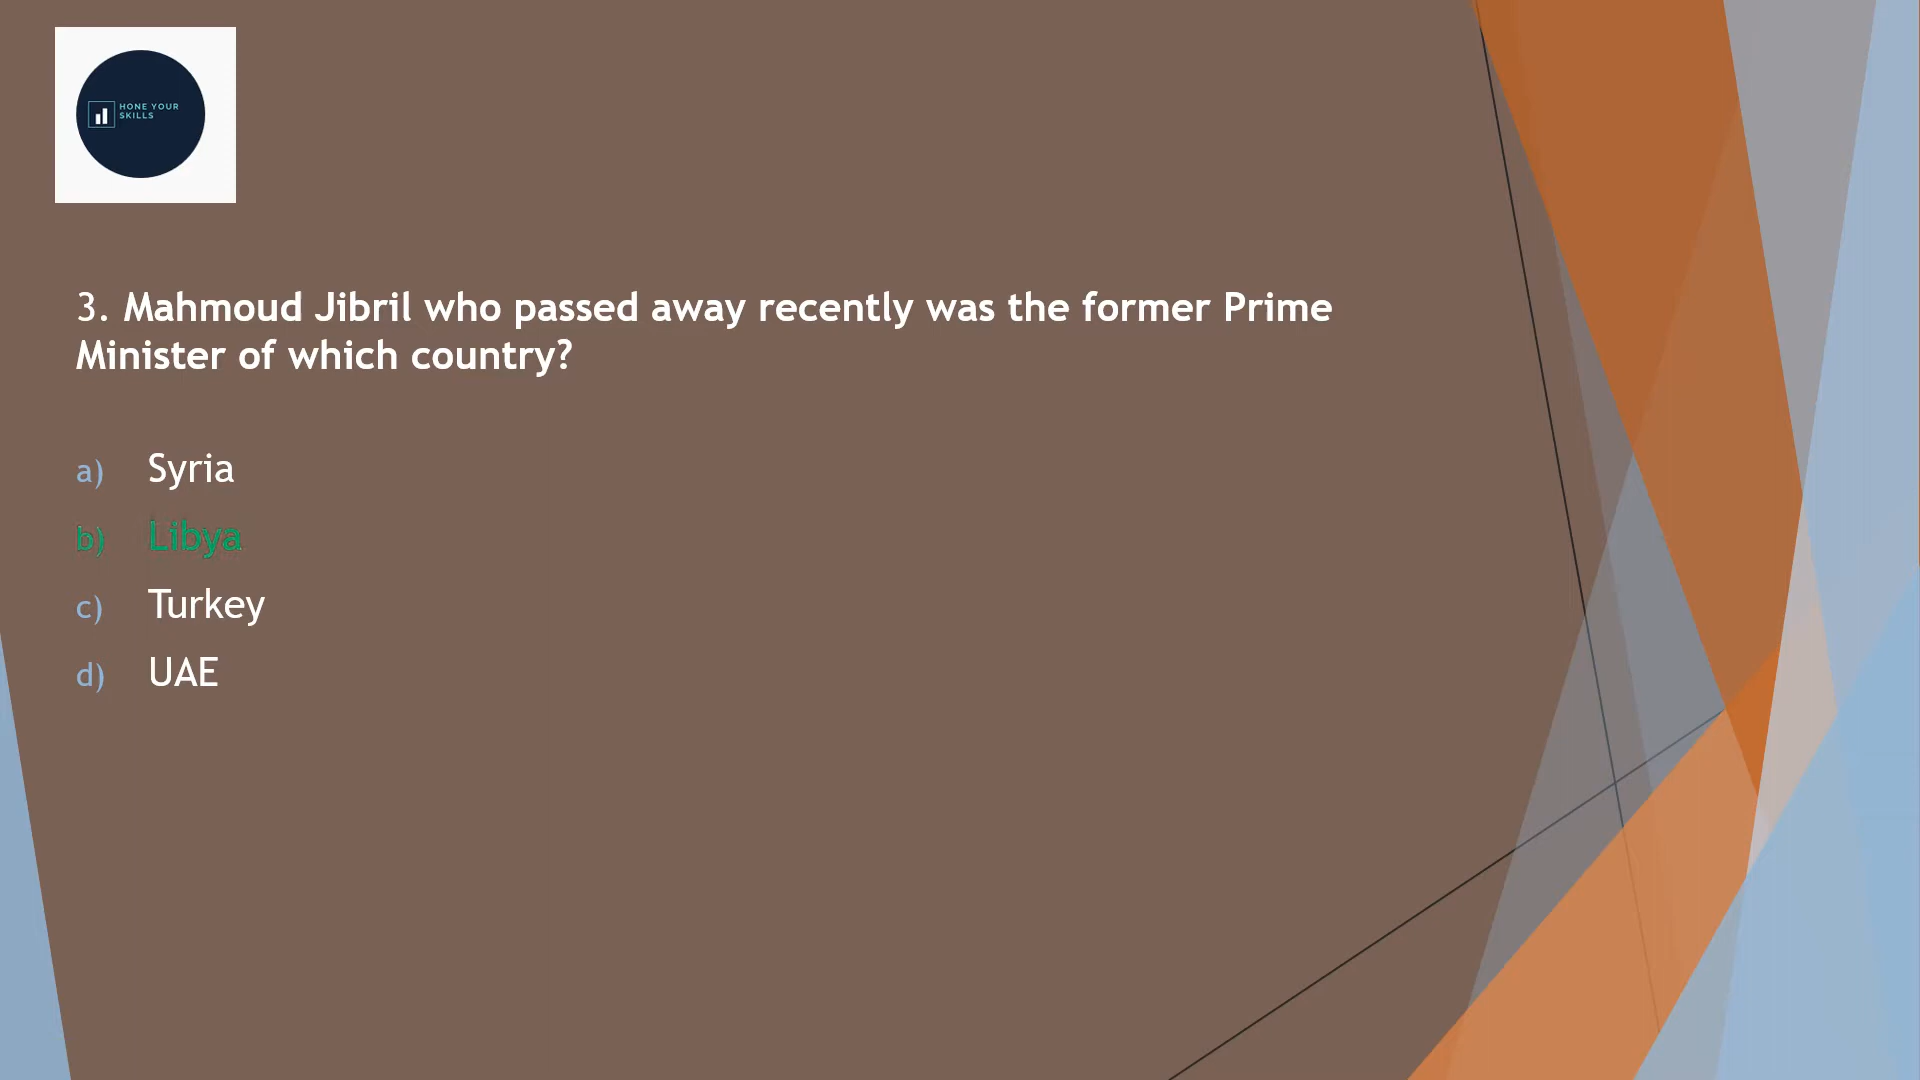 HONE YOUR
SKILLS
3. Mahmoud Jibril who passed away recently was the former Prime
Minister of which country?
a) Syria
b) Libya
c) Turkey
d) UAE